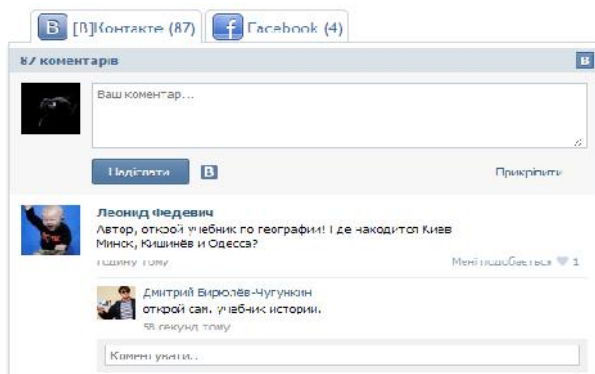 [В]Контакте (87) Facebook (4)
87 коментарів
Ваш коментар...
Надіслати Прикріпити
Леонид Федевич
Автор, открой учебник по географии! Где находится Киев
Минск, Кишинёв и Одесса?
годину тому Мені подобається 1
Дмитрий Бирюлёв-Чугункин
открой сам. учебник истории.
58 секунд тому
Коментувати..